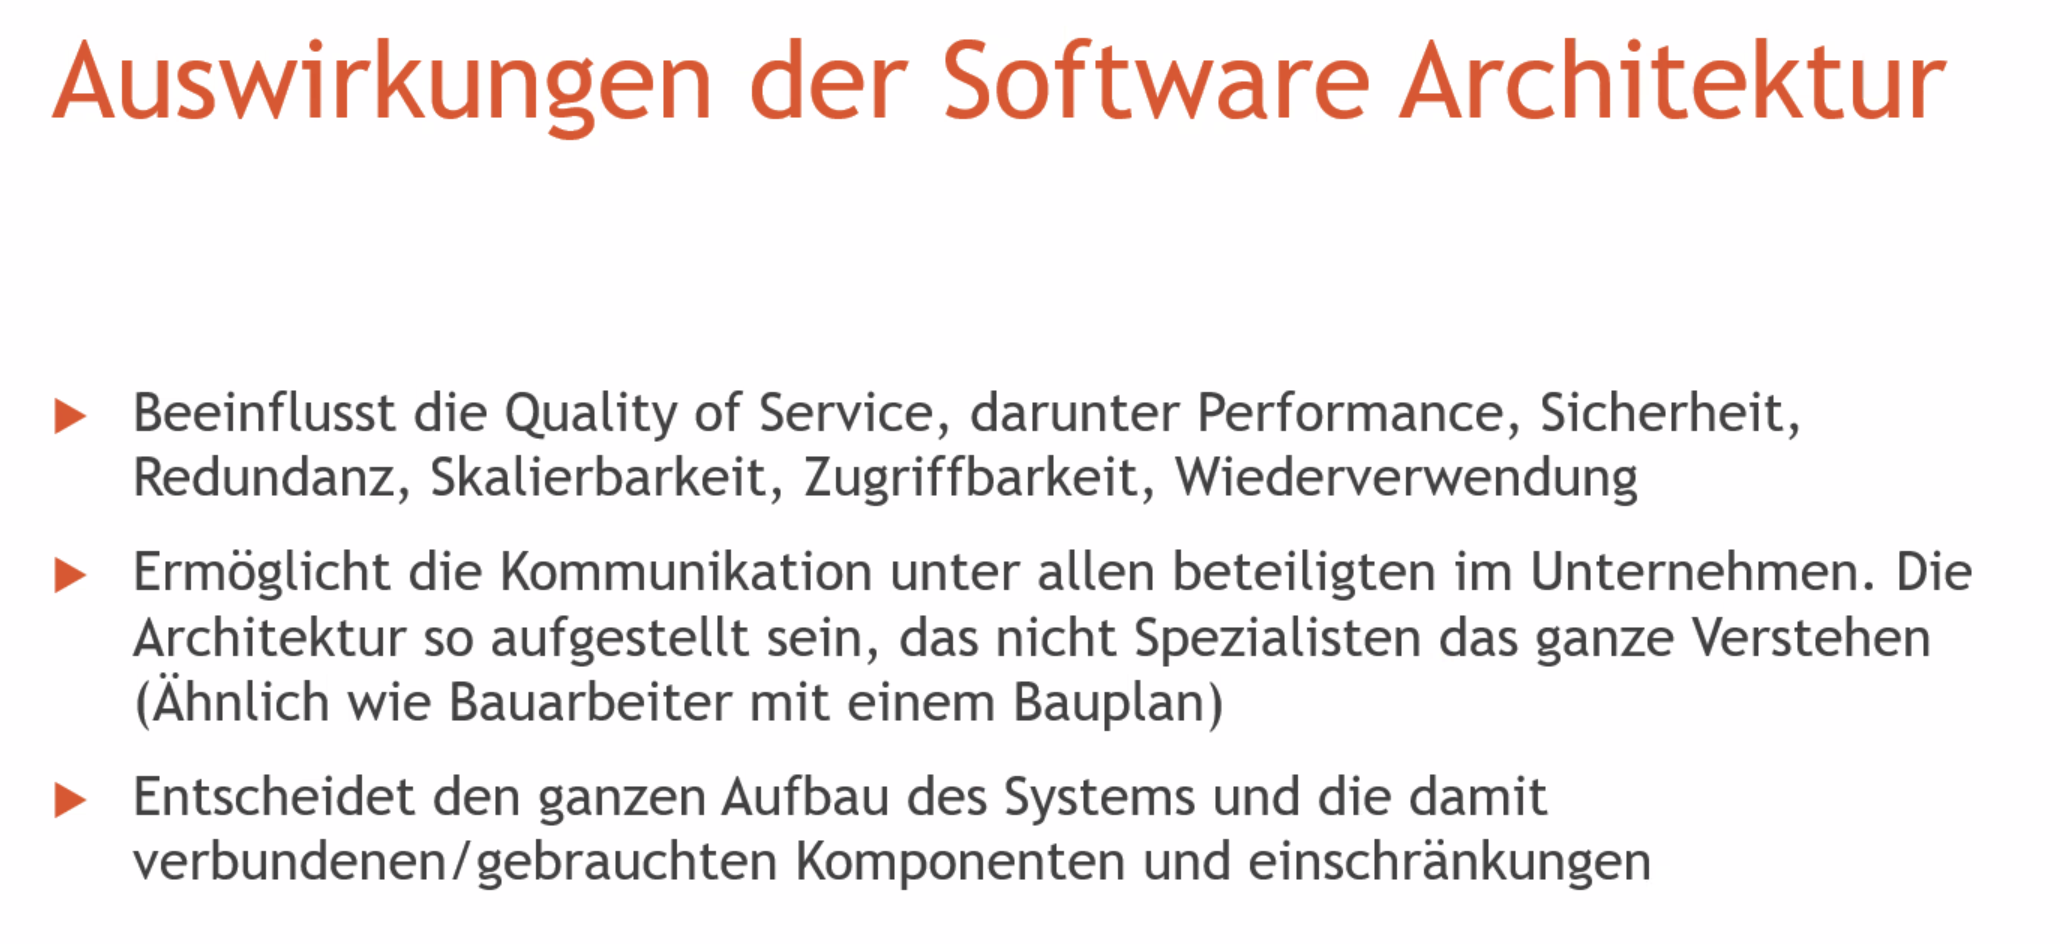 Auswirkungen der Software Architektur
Beeinflusst die Quality of Service, darunter Performance, Sicherheit,
Redundanz, Skalierbarkeit, Zugriffbarkeit, Wiederverwendung
Ermöglicht die Kommunikation unter allen beteiligten im Unternehmen. Die
Architektur so aufgestellt sein, das nicht Spezialisten das ganze Verstehen
(Ähnlich wie Bauarbeiter mit einem Bauplan)
Entscheidet den ganzen Aufbau des Systems und die damit
verbundenen/gebrauchten Komponenten und einschränkungen